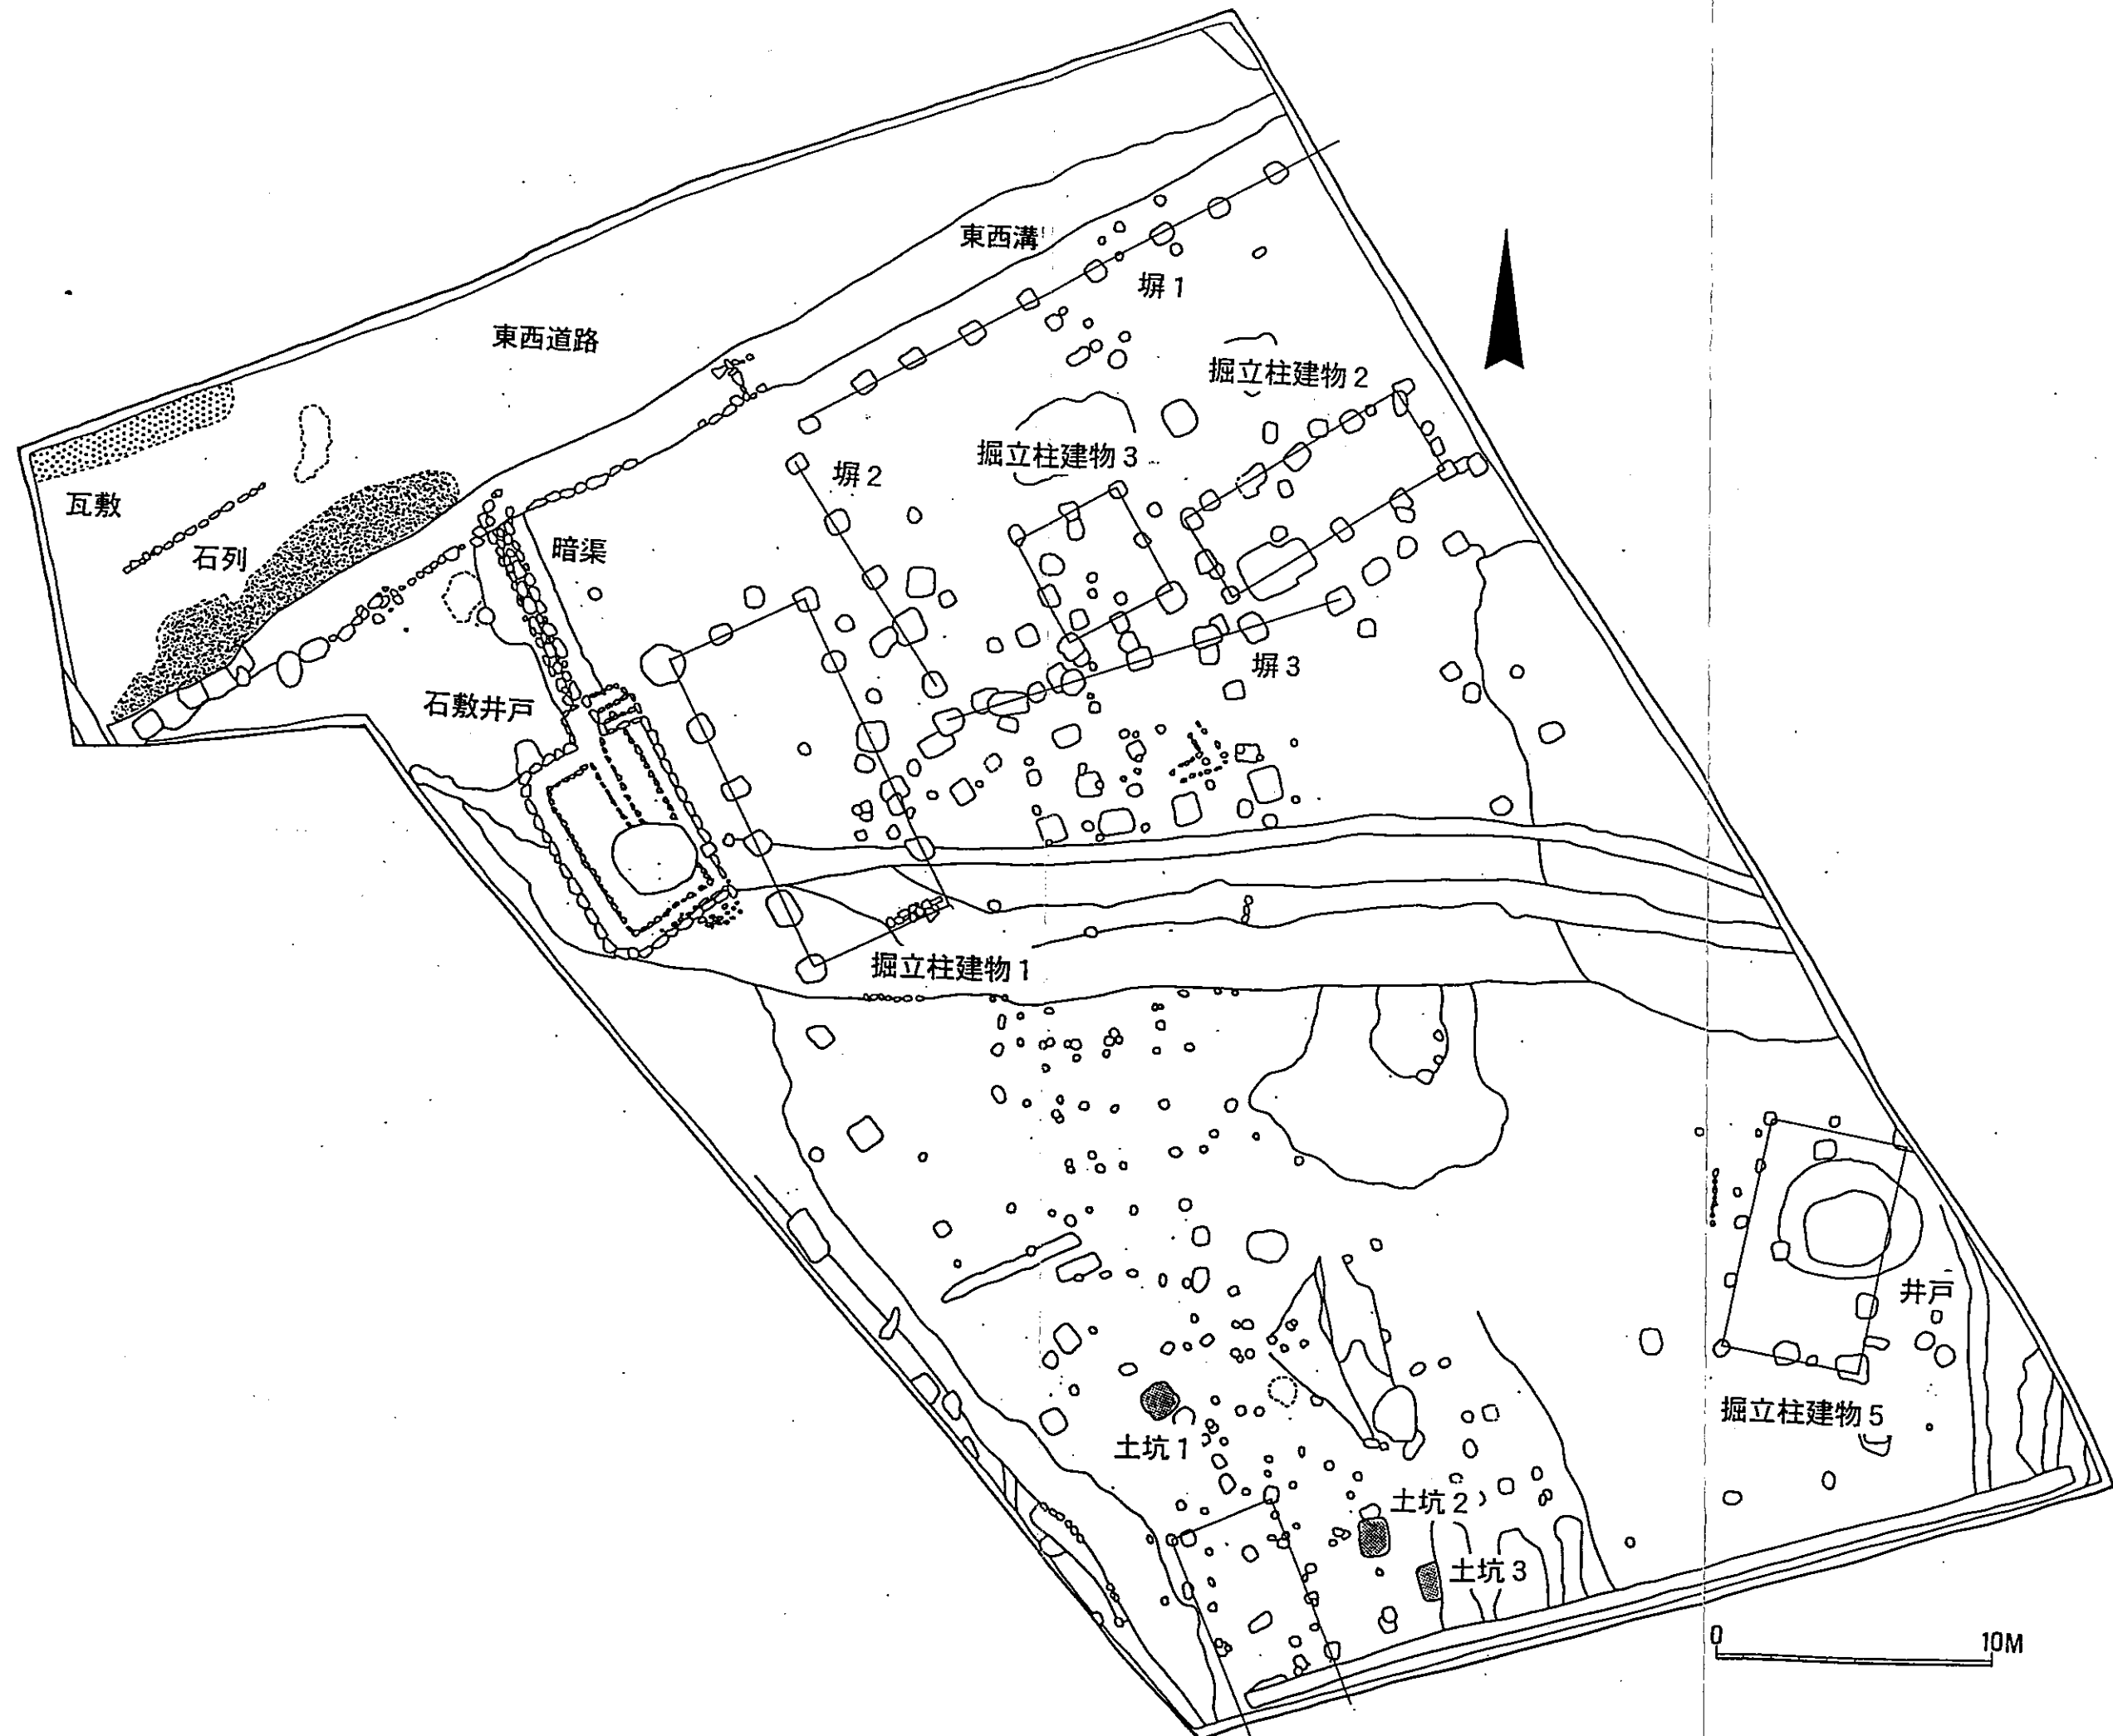 東西溝
塀1
東西道路
掘立柱建物2
掘立柱建物3
塀2
瓦敷
石列
暗渠
塀3
石敷井戸
掘立柱建物1
井戸
掘立柱建物5
土坑1
土坑2
土坑3
0 10M